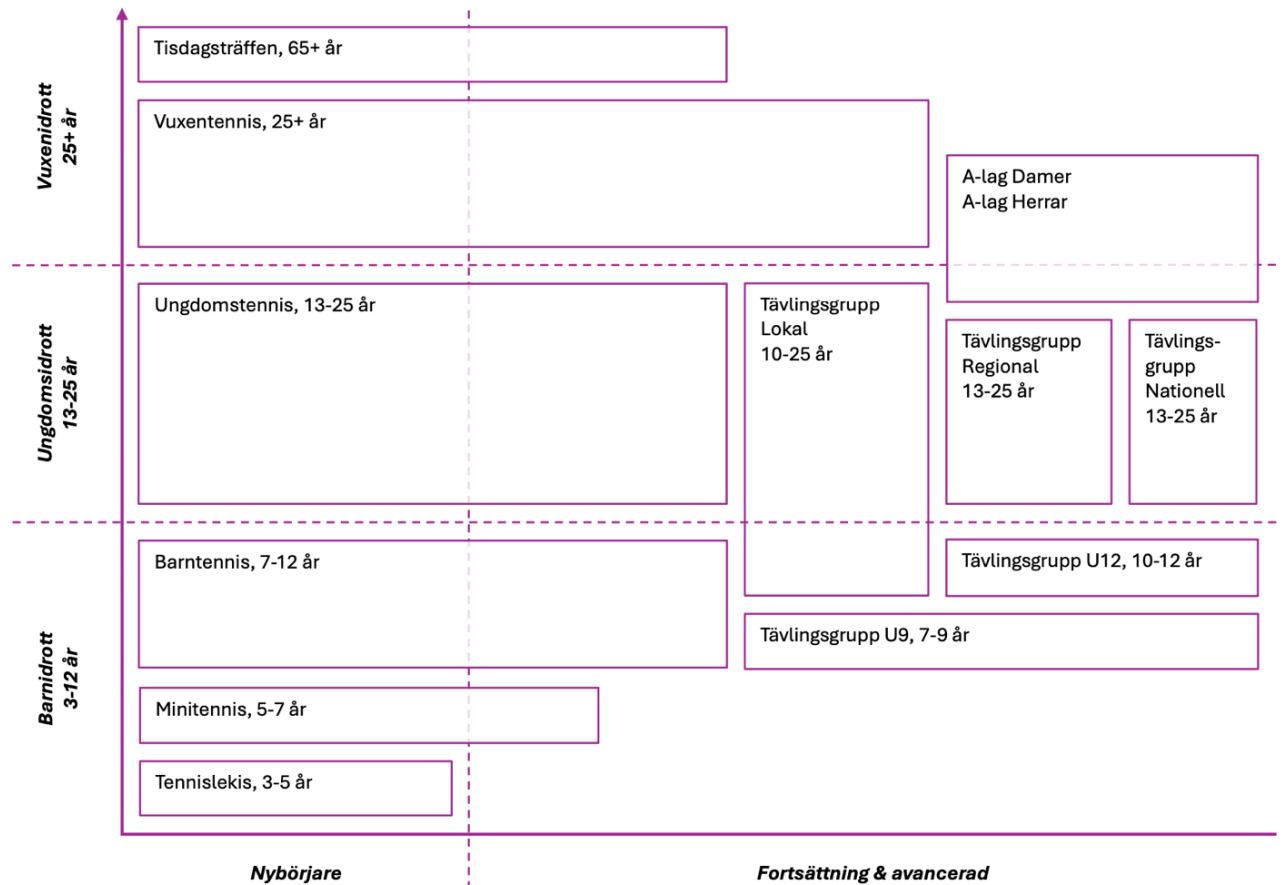 Vuxenidrott
25+ år
Tisdagsträffen, 65+ år
Vuxentennis, 25+ år
A-lag Damer
A-lag Herrar
Ungdomsidrott
13-25 år
Ungdomstennis, 13-25 år
Tävlingsgrupp
Lokal
10-25 år
Tävlingsgrupp
Regional
13-25 år
Tävlings-
grupp
Nationell
13-25 år
Barnidrott
3-12 år
Barntennis, 7-12 år
Tävlingsgrupp U12, 10-12 år
Tävlingsgrupp U9, 7-9 år
Minitennis, 5-7 år
Tennislekis, 3-5 år
Nybörjare
Fortsättning & avancerad